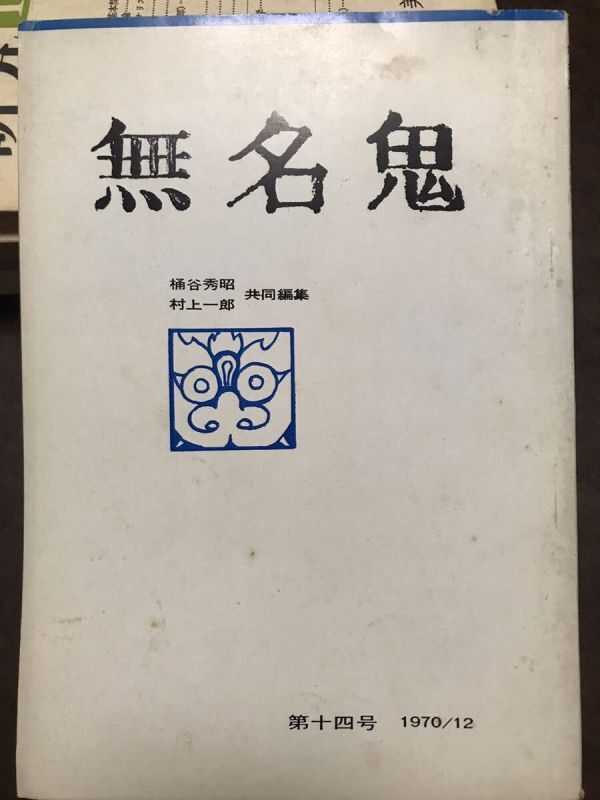 無名鬼
桶谷秀昭
村上一郎
共同編集
第十四号 1970/12